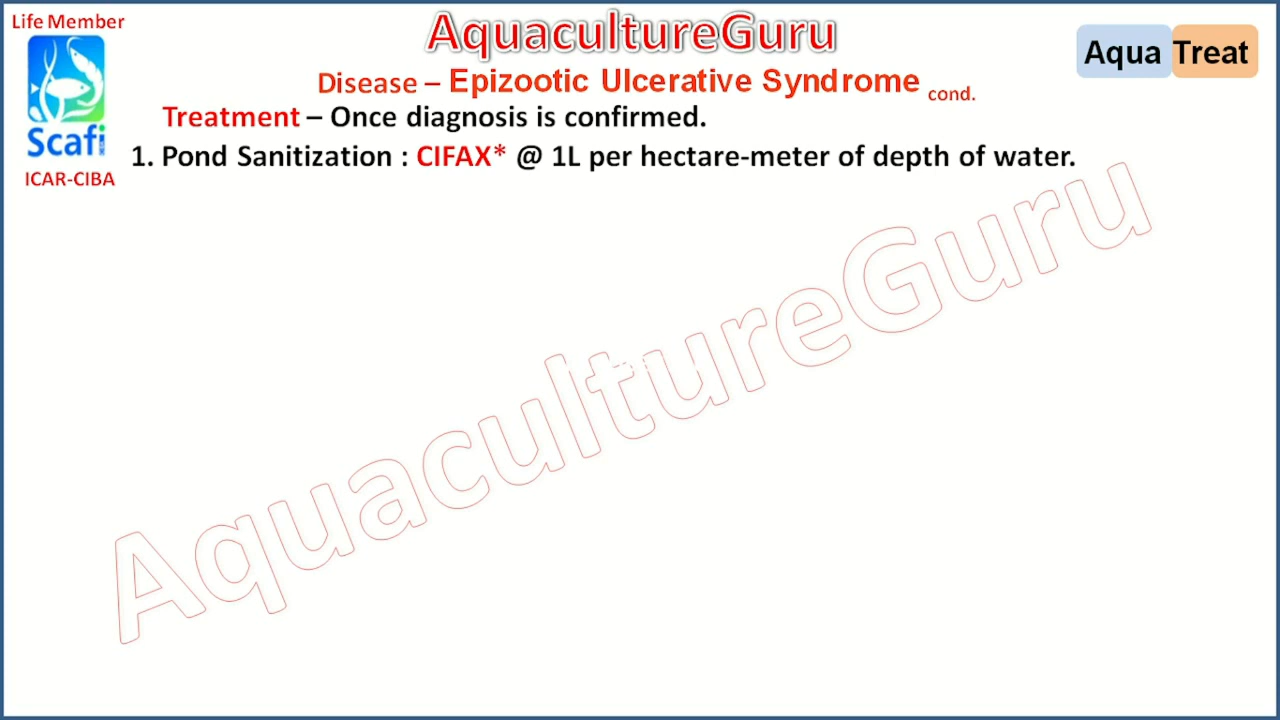 Life Member
AquacultureGuru
Aqua Treat
Disease – Epizootic Ulcerative Syndrome cond.
Treatment – Once diagnosis is confirmed.
Scafi
1. Pond Sanitization : CIFAX* @ 1L per hectare-meter of depth of water.
ICAR-CIBA
AquacultureGuru